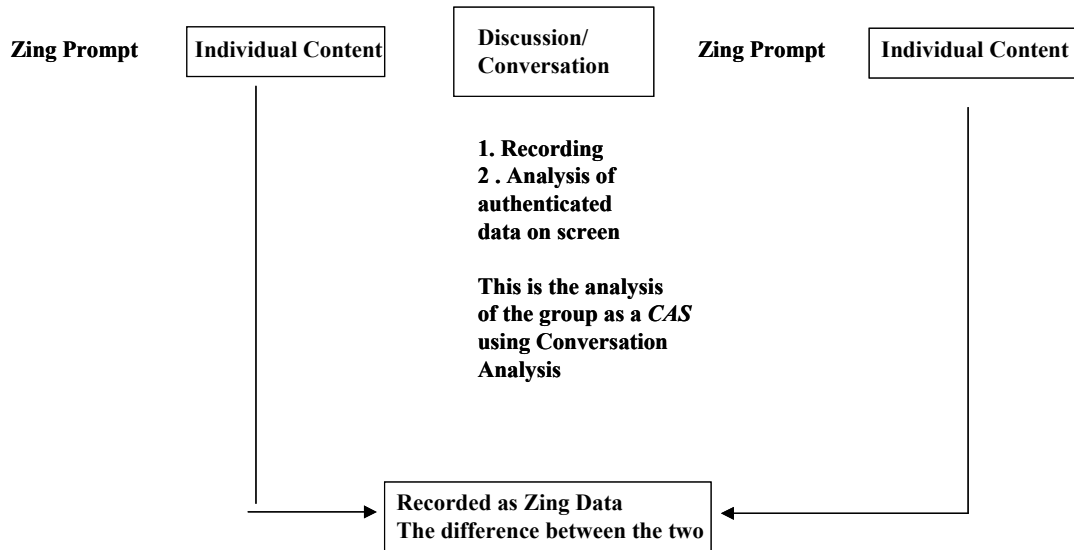 Zing Prompt
Individual Content
Discussion/
Conversation
Zing Prompt
Individual Content
1. Recording
2 . Analysis of
authenticated
data on screen
This is the analysis
of the group as a CAS
using Conversation
Analysis
Recorded as Zing Data
The difference between the two